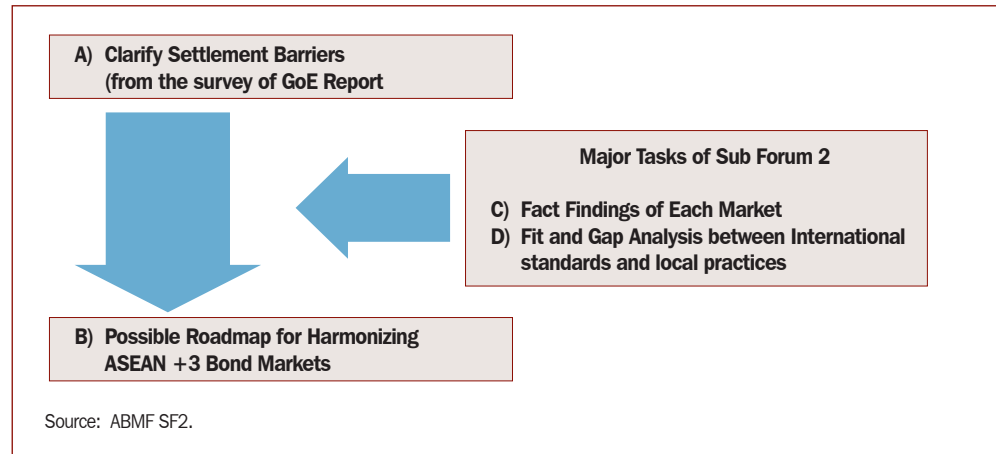 A) Clarify Settlement Barriers
(from the survey of GoE Report
Major Tasks of Sub Forum 2
C) Fact Findings of Each Market
D) Fit and Gap Analysis between International
standards and local practices
B) Possible Roadmap for Harmonizing
ASEAN +3 Bond Markets
Source: ABMF SF2.